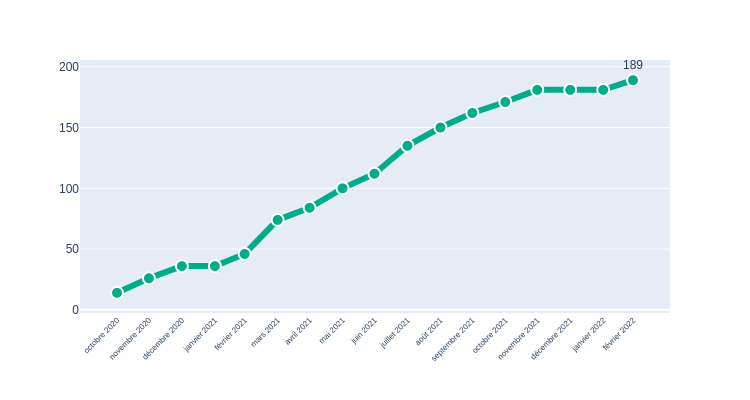 189
200
150
100
50
0
octobre 2020
novembre 2020
décembre 2020
janvier 2021
février 2021
mars 2021
avril 2021
mai 2021
juin 2021
juillet 2021
août 2021
septembre 2021
octobre 2021
novembre 2021
décembre 2021
janvier 2022
février 2022